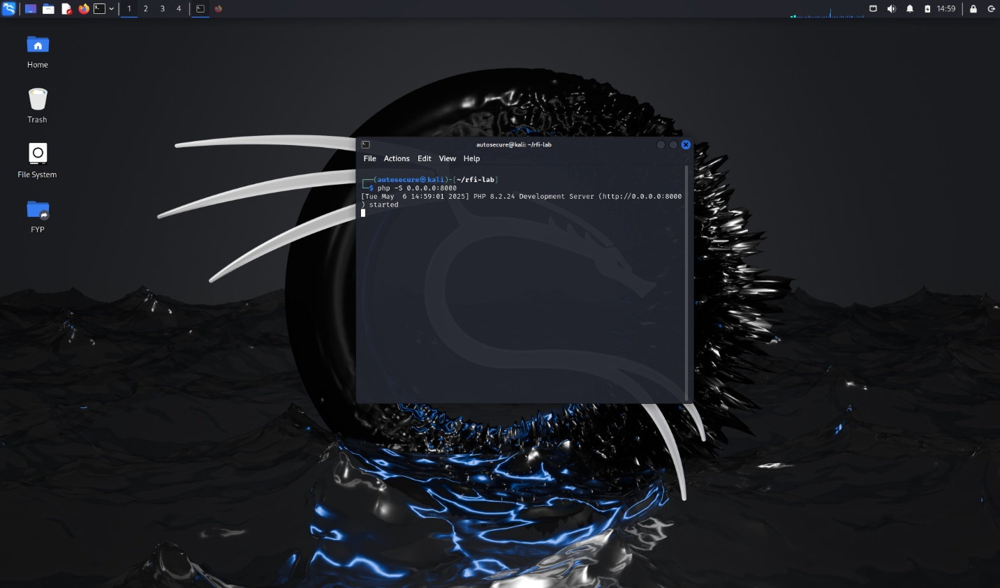 1 2 3 4
14:59
Home
Trash
File System
FYP
autosecure@kali: ~/rfi-lab
File Actions Edit View Help
┌──(autosecure㉿kali)-[~/rfi-lab]
└─$ php -S 0.0.0.0:8000
[Tue May  6 14:59:01 2025] PHP 8.2.24 Development Server (http://0.0.0.0:8000
) started